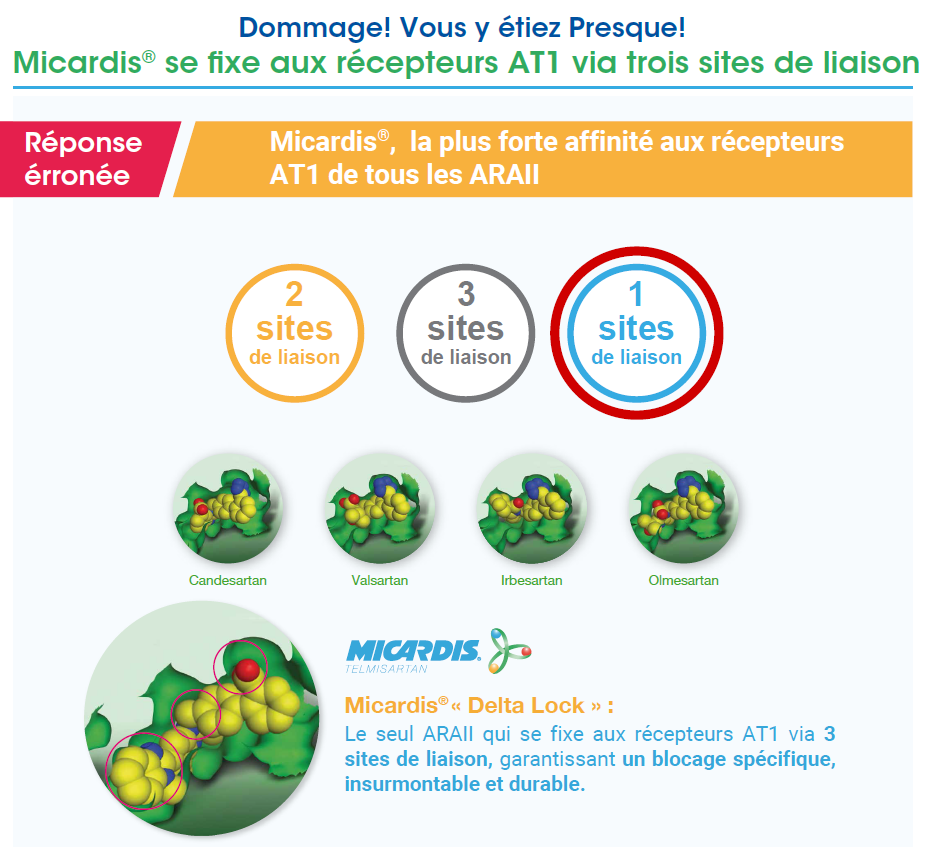 Dommage! Vous y étiez Presque!
Micardis® se fixe aux récepteurs AT1 via trois sites de liaison
Réponse
érronée
Micardis®, la plus forte affinité aux récepteurs
AT1 de tous les ARAII
2
sites
de liaison
3
sites
de liaison
1
sites
de liaison
Candesartan
Valsartan
Irbesartan
Olmesartan
MICARDIS®
TELMISARTAN
Micardis® « Delta Lock » :
Le seul ARAII qui se fixe aux récepteurs AT1 via 3
sites de liaison, garantissant un blocage spécifique,
insurmontable et durable.